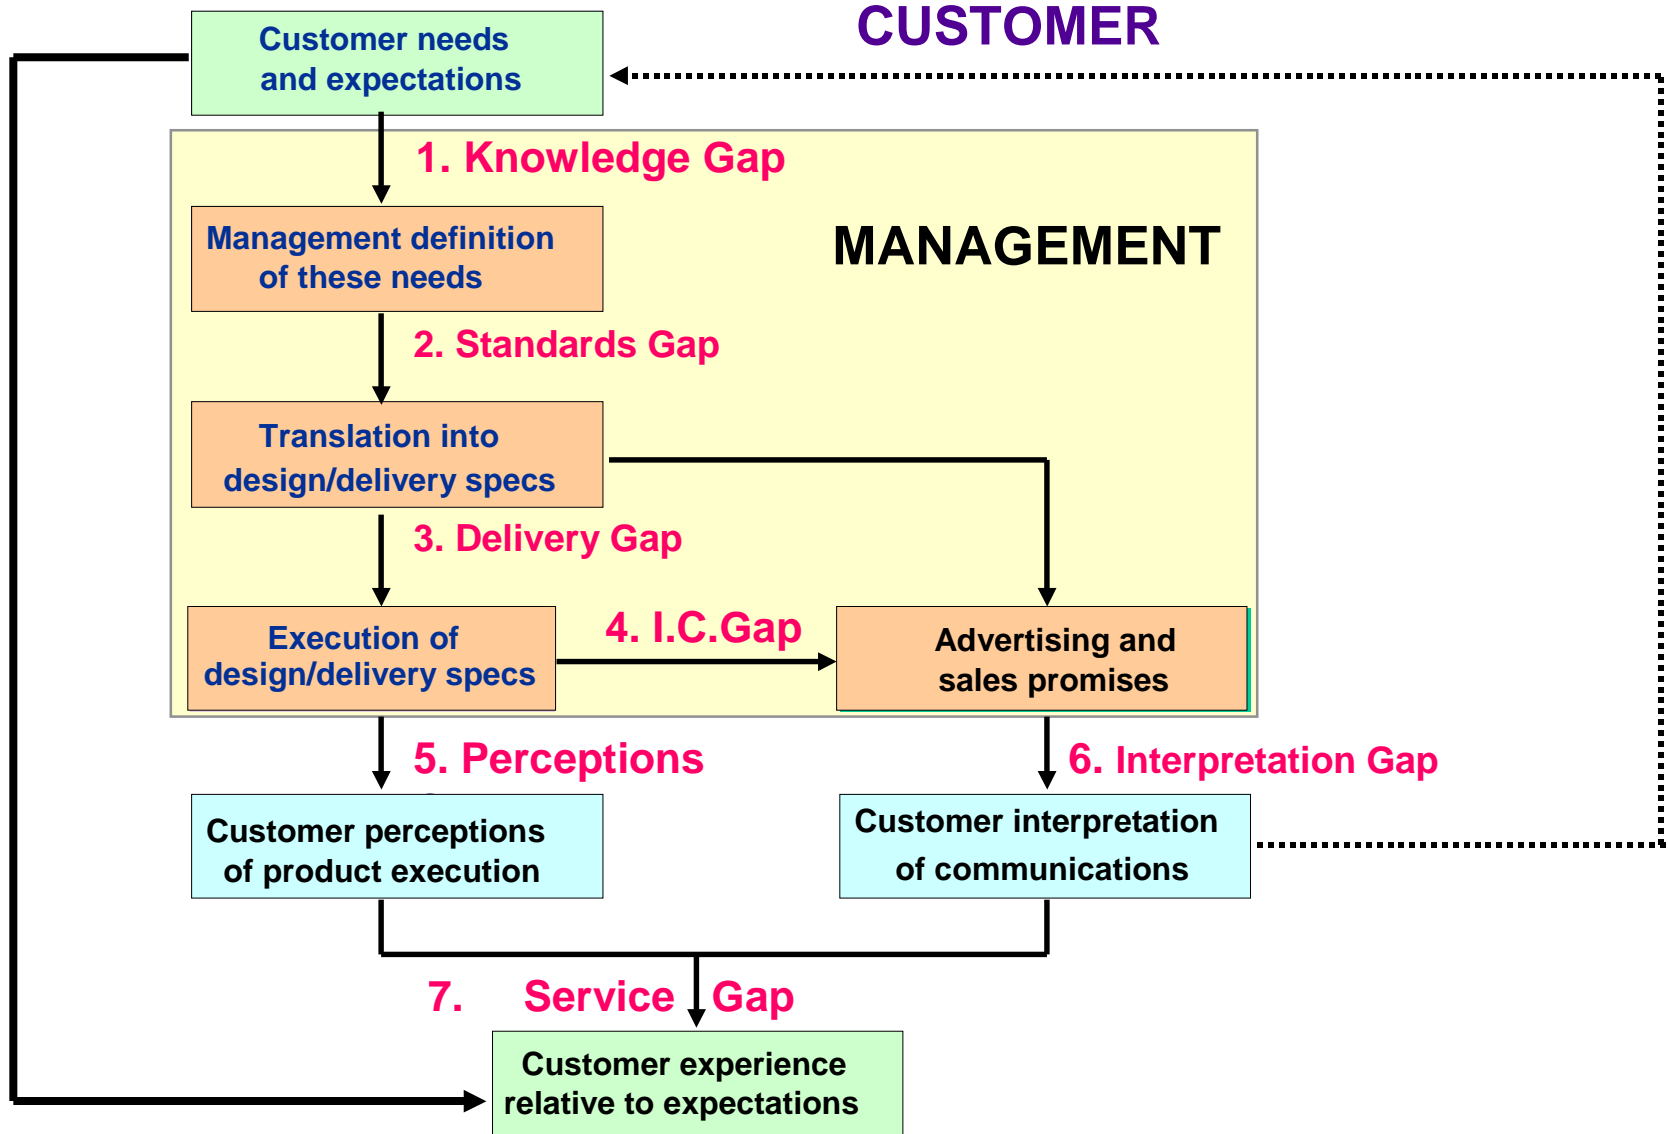 CUSTOMER
Customer needs
and expectations
1. Knowledge Gap
MANAGEMENT
Management definition
of these needs
2. Standards Gap
Translation into
design/delivery specs
3. Delivery Gap
4. I.C.Gap
Execution of
design/delivery specs
Advertising and
sales promises
5. Perceptions
6. Interpretation Gap
Customer perceptions
of product execution
Customer interpretation
of communications
7. Service Gap
Customer experience
relative to expectations